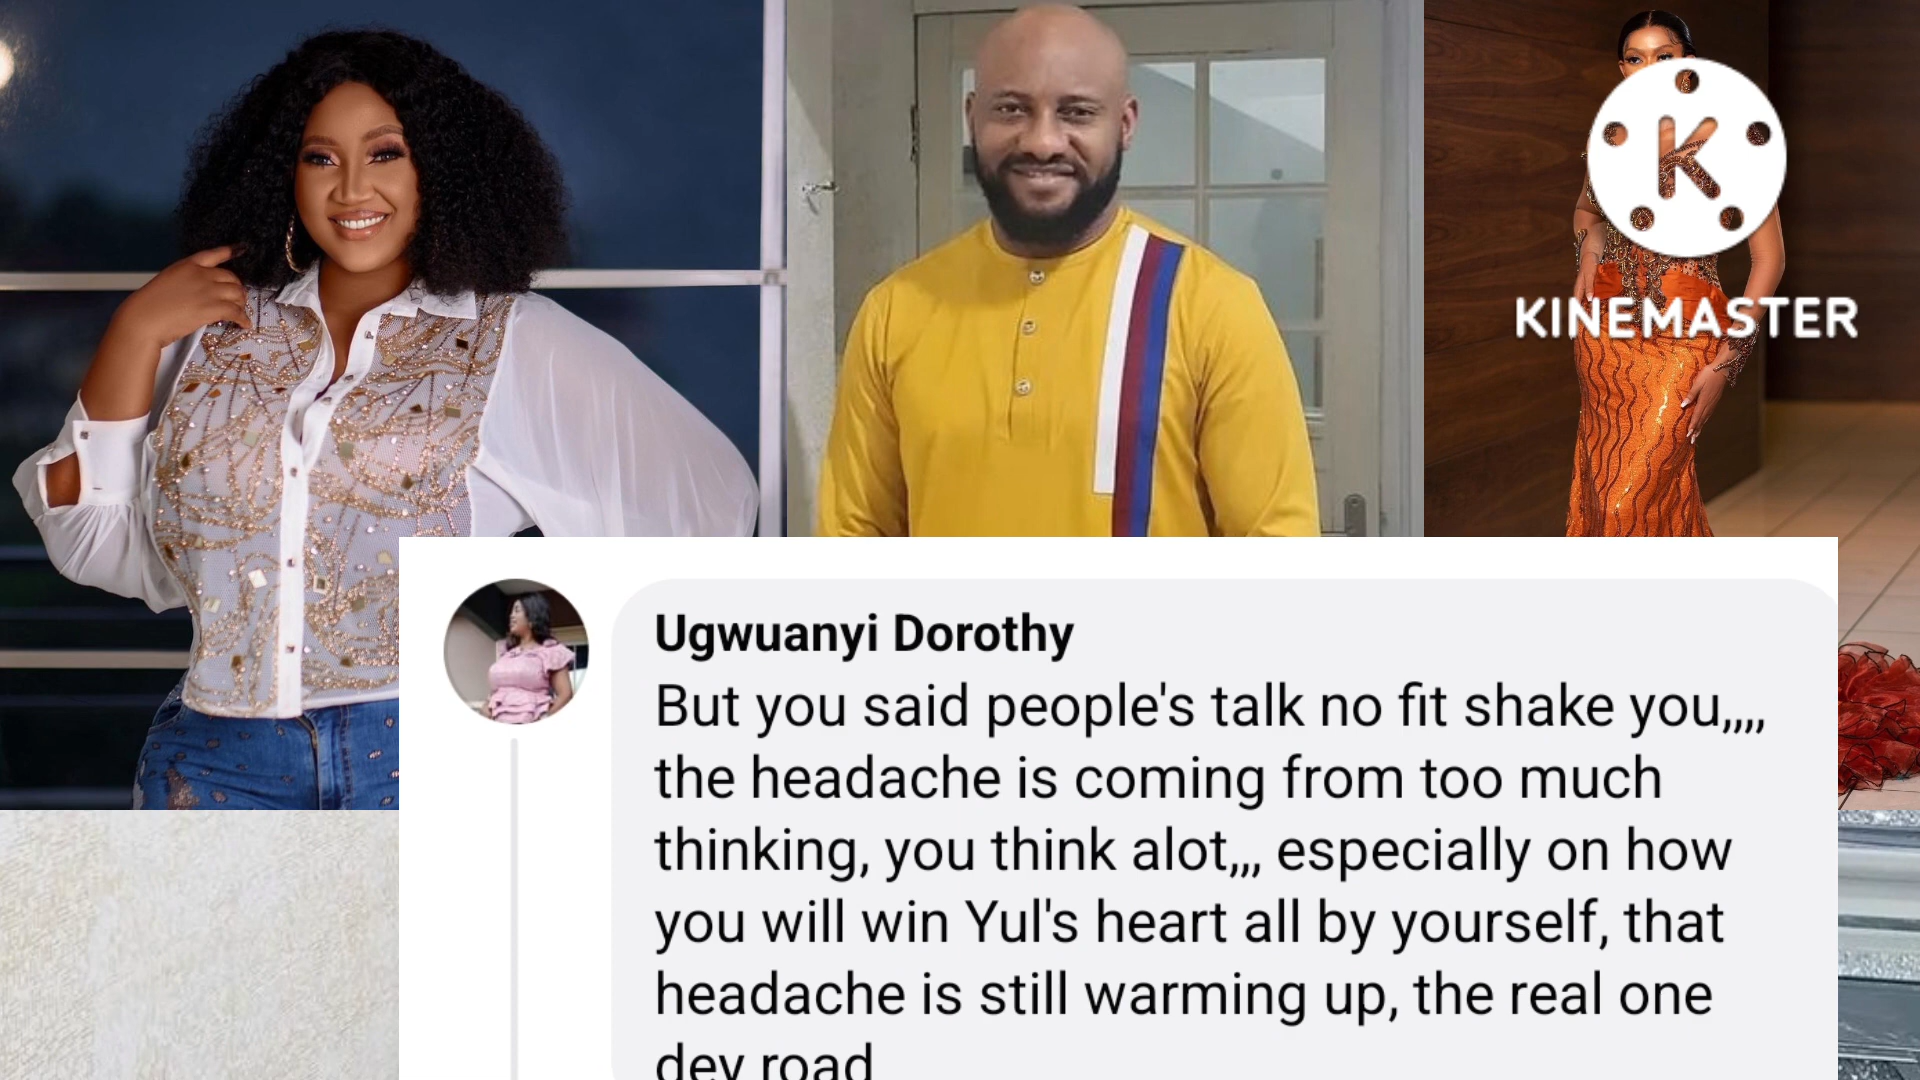 K
KINEMASTER
Ugwuanyi Dorothy
But you said people's talk no fit shake you,,,,
the headache is coming from too much
thinking, you think alot,,, especially on how
you will win Yul's heart all by yourself, that
headache is still warming up, the real one
dey road